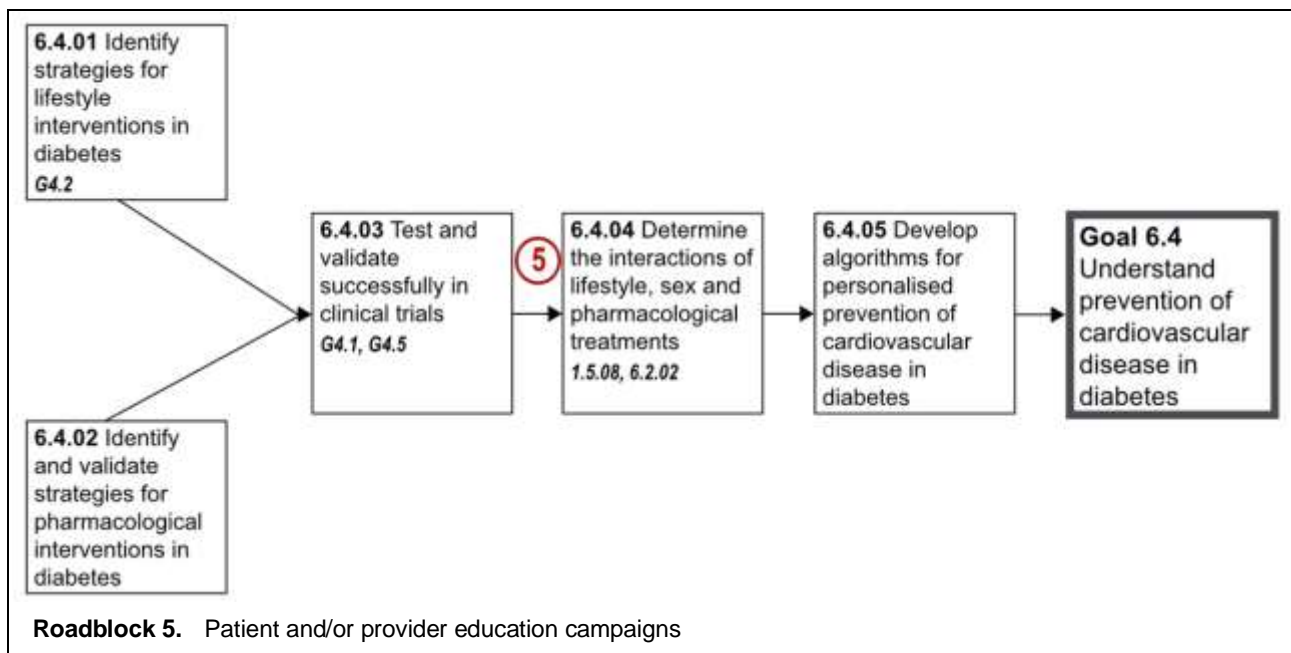 6.4.01 Identify
strategies for
lifestyle
interventions in
diabetes
G4.2
6.4.02 Identify
and validate
strategies for
pharmacological
interventions in
diabetes
6.4.03 Test and
validate
successfully in
clinical trials
G4.1, G4.5
5
6.4.04 Determine
the interactions of
lifestyle, sex and
pharmacological
treatments
1.5.08, 6.2.02
6.4.05 Develop
algorithms for
personalised
prevention of
cardiovascular
disease in
diabetes
Goal 6.4
Understand
prevention of
cardiovascular
disease in
diabetes
Roadblock 5. Patient and/or provider education campaigns